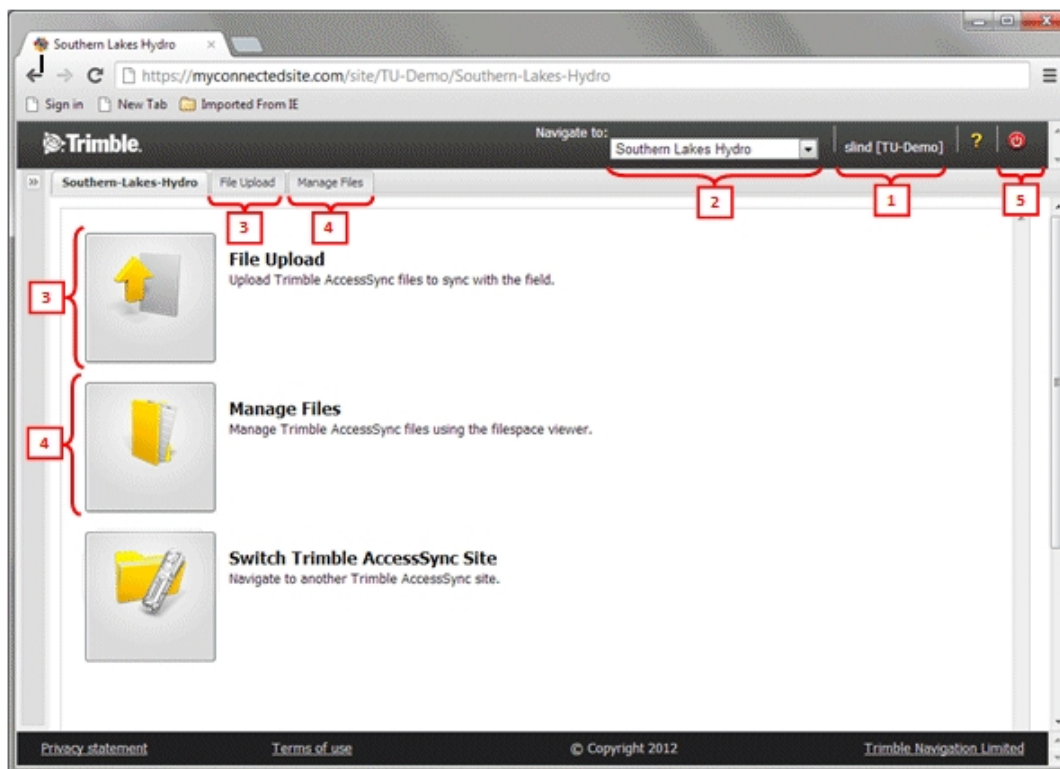 Southern Lakes Hydro
https://myconnectedsite.com/site/TU-Demo/Southern-Lakes-Hydro
Sign in New Tab Imported From IE
Trimble.
Navigate to: Southern Lakes Hydro slind [TU-Demo] ?
Southern-Lakes-Hydro File Upload Manage Files
2 1 5
3 4
File Upload
Upload Trimble AccessSync files to sync with the field.
3
Manage Files
Manage Trimble AccessSync files using the filespace viewer.
4
Switch Trimble AccessSync Site
Navigate to another Trimble AccessSync site.
Privacy statement Terms of use © Copyright 2012 Trimble Navigation Limited